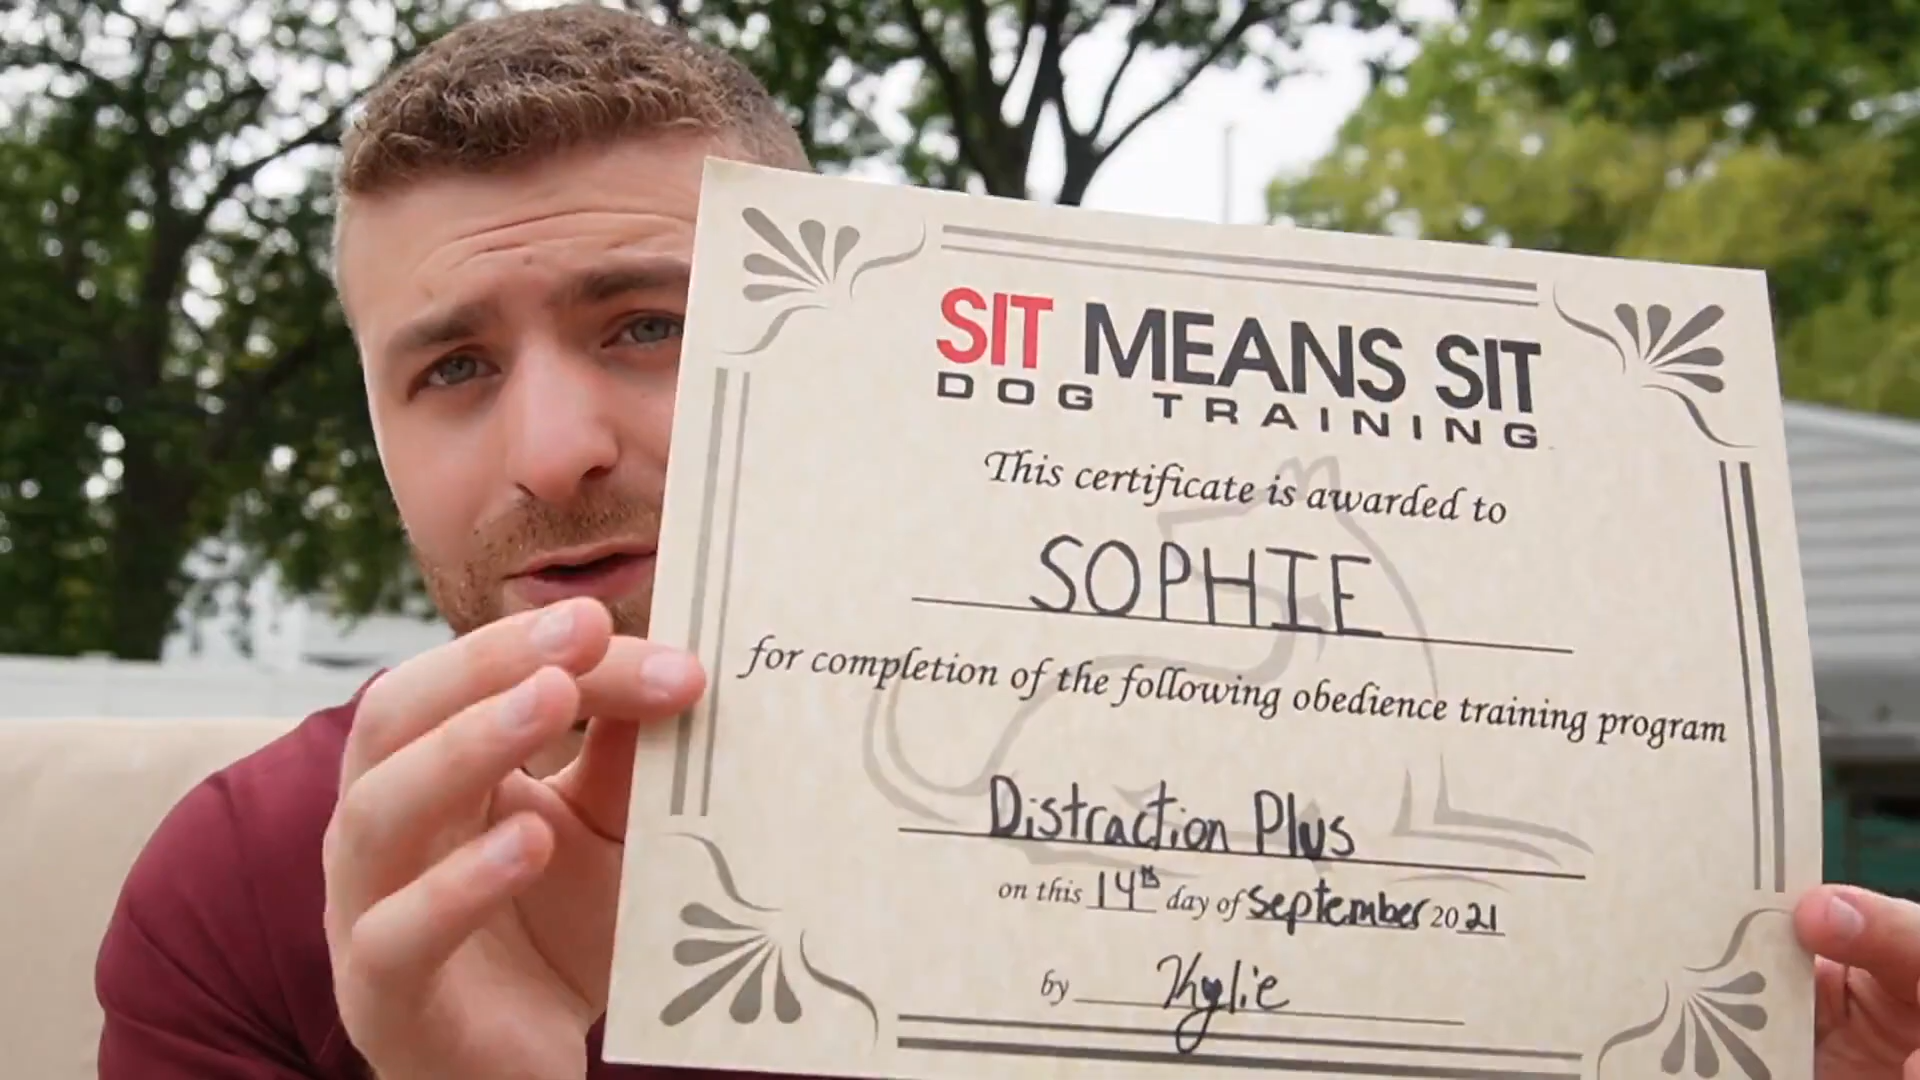 SIT MEANS SIT
DOG TRAINING
This certificate is awarded to
SOPHIE
for completion of the following obedience training program
Distraction Plus
on this 14th day of September 2021
by Kylie